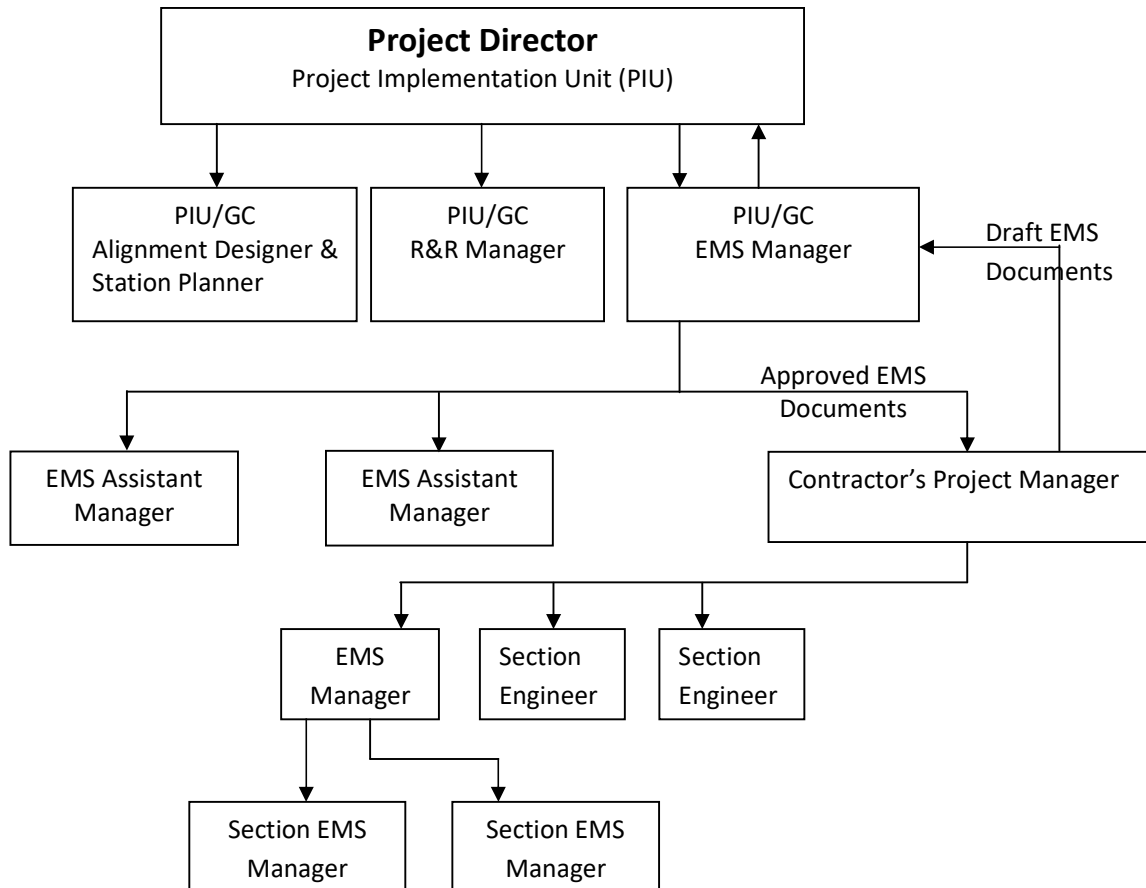 Project Director
Project Implementation Unit (PIU)
PIU/GC
Alignment Designer &
Station Planner
PIU/GC
R&R Manager
PIU/GC
EMS Manager
Draft EMS
Documents
Approved EMS
Documents
EMS Assistant
Manager
EMS Assistant
Manager
Contractor’s Project Manager
EMS
Manager
Section
Engineer
Section
Engineer
Section EMS
Manager
Section EMS
Manager